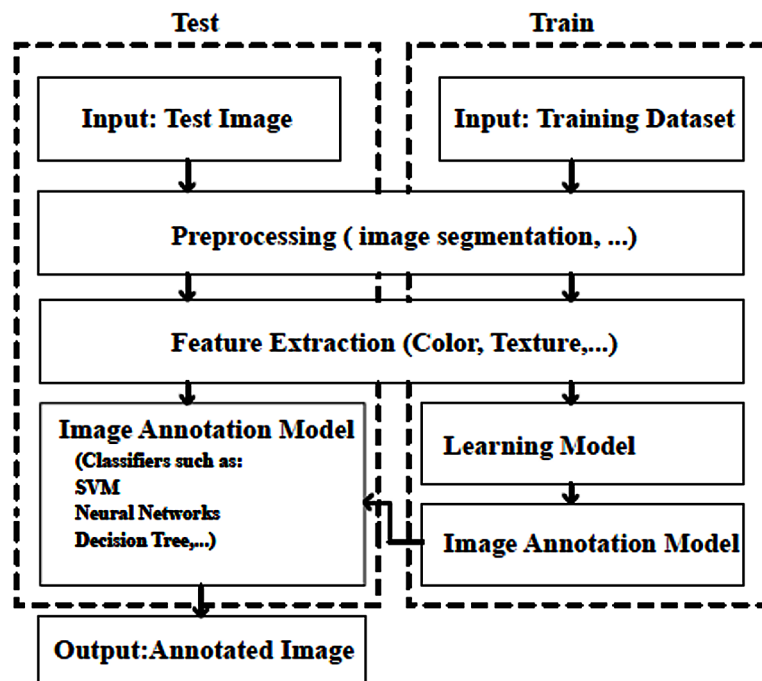 Test
Train
Input: Test Image
Input: Training Dataset
Preprocessing ( image segmentation, ...)
Feature Extraction (Color, Texture,...)
Image Annotation Model
(Classifiers such as:
SVM
Neural Networks
Decision Tree,...)
Learning Model
Image Annotation Model
Output:Annotated Image